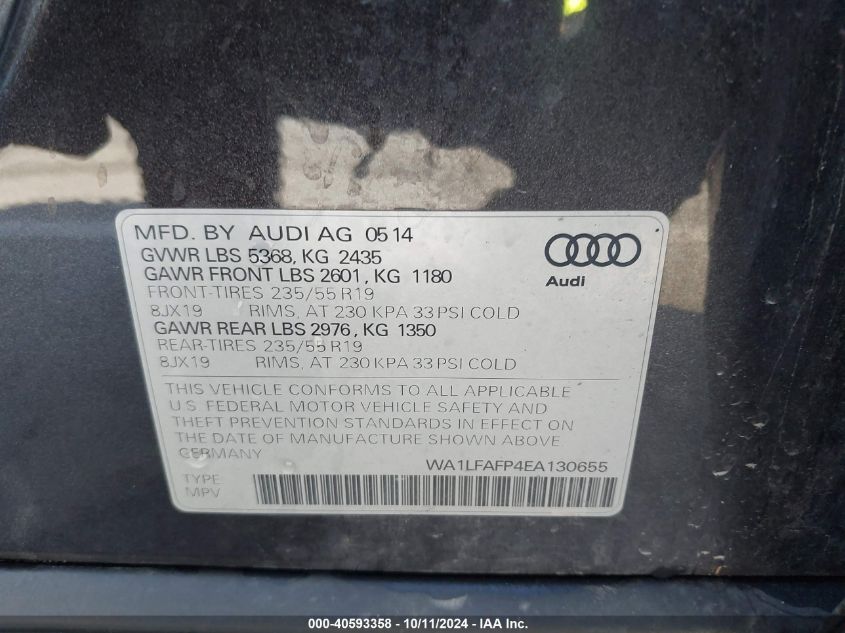 MFD. BY AUDI AG 05 14
GVWR LBS 5368, KG 2435
GAWR FRONT LBS 2601, KG 1180
FRONT-TIRES 235/55 R19
8JX19 RIMS, AT 230 KPA 33 PSI COLD
GAWR REAR LBS 2976, KG 1350
REAR-TIRES 235/55 R19
8JX19 RIMS, AT 230 KPA 33 PSI COLD
Audi
THIS VEHICLE CONFORMS TO ALL APPLICABLE
U.S. FEDERAL MOTOR VEHICLE SAFETY AND
THEFT PREVENTION STANDARDS IN EFFECT ON
THE DATE OF MANUFACTURE SHOWN ABOVE.
GERMANY
WA1LFAFP4EA130655
TYPE
MPV
000-40593358 - 10/11/2024 - IAA Inc.